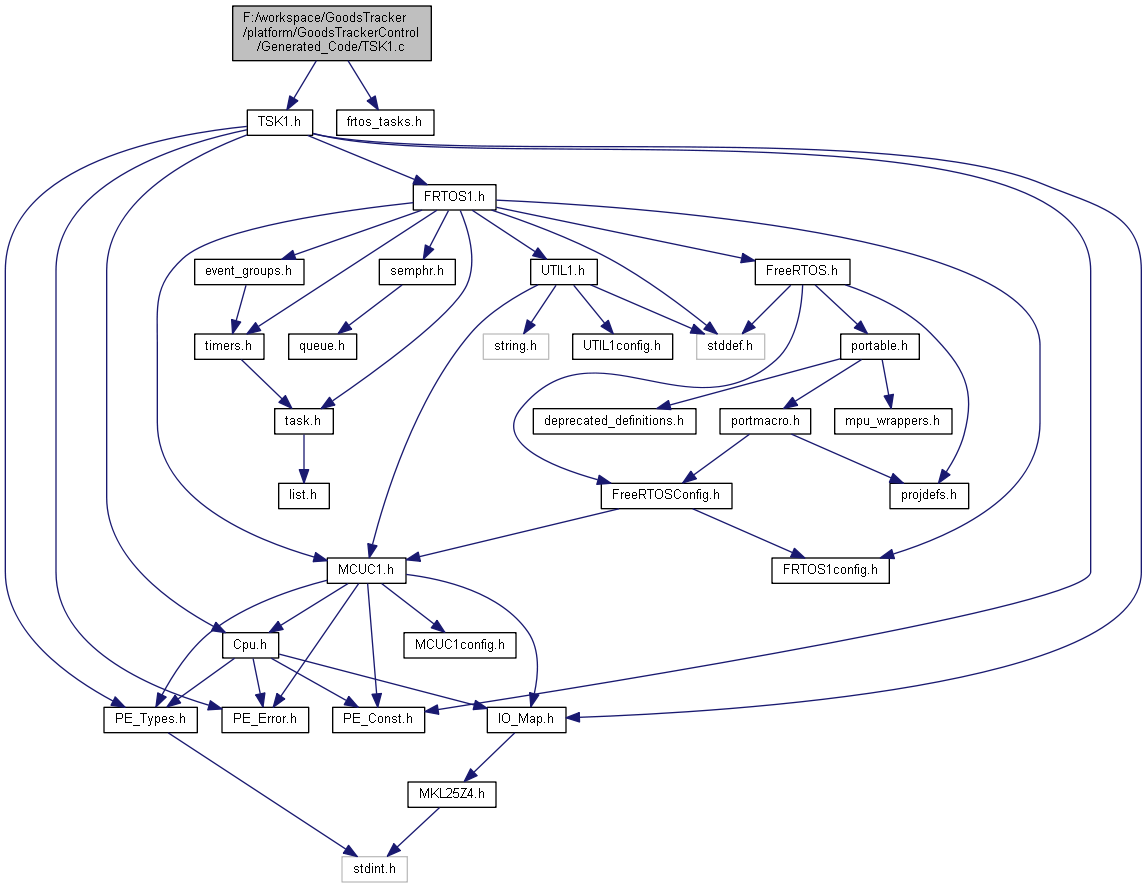 F:/workspace/GoodsTracker
/platform/GoodsTrackerControl
/Generated_Code/TSK1.c
TSK1.h
frtos_tasks.h
FRTOS1.h
event_groups.h
semphr.h
UTIL1.h
FreeRTOS.h
timers.h
queue.h
string.h
UTIL1config.h
stddef.h
portable.h
task.h
deprecated_definitions.h
portmacro.h
mpu_wrappers.h
list.h
FreeRTOSConfig.h
projdefs.h
MCUC1.h
FRTOS1config.h
Cpu.h
MCUC1config.h
PE_Types.h
PE_Error.h
PE_Const.h
IO_Map.h
MKL25Z4.h
stdint.h